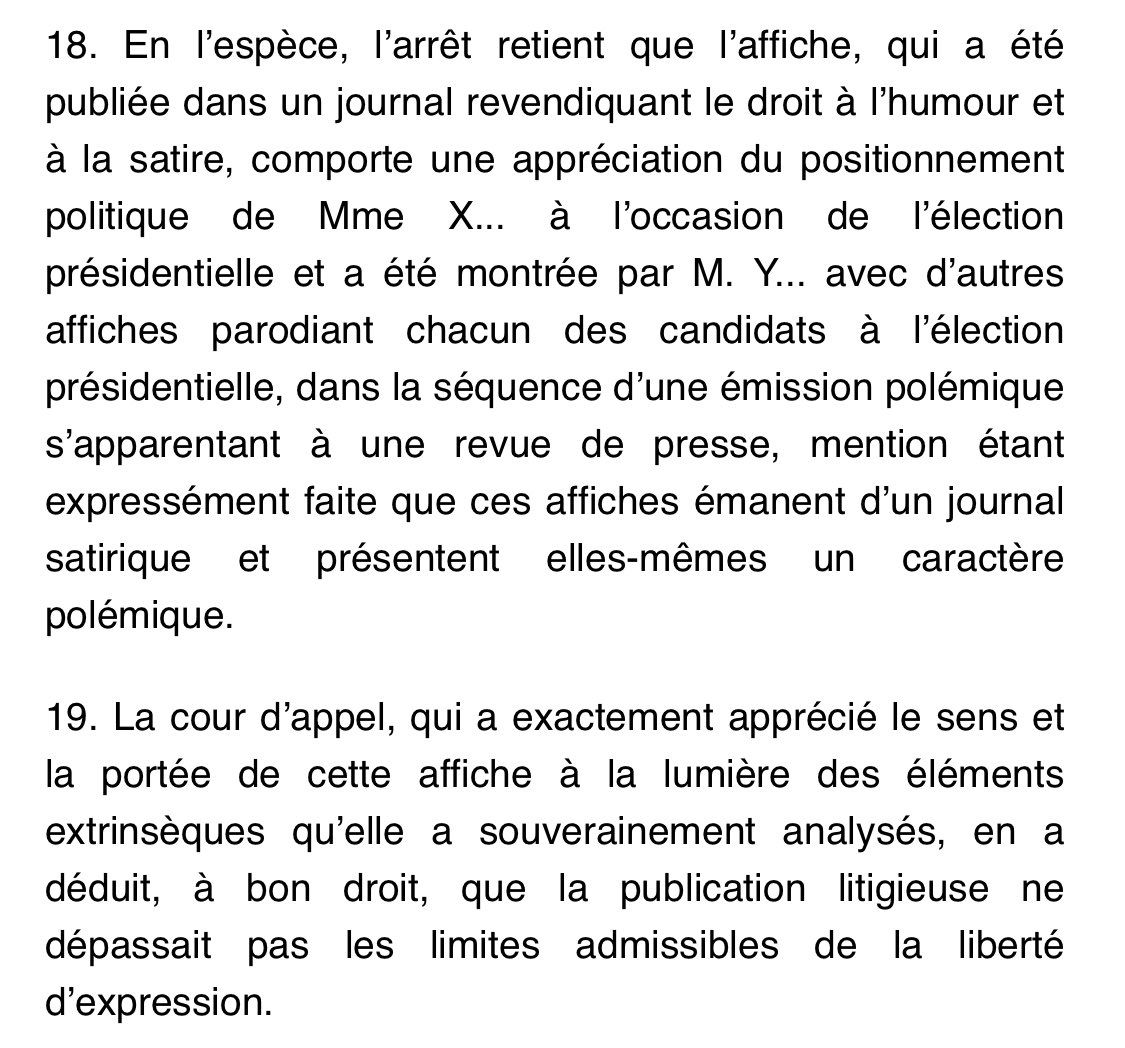 18. En l’espèce, l’arrêt retient que l’affiche, qui a été
publiée dans un journal revendiquant le droit à l’humour et
à la satire, comporte une appréciation du positionnement
politique de Mme X... à l’occasion de l’élection
présidentielle et a été montrée par M. Y... avec d’autres
affiches parodiant chacun des candidats à l’élection
présidentielle, dans la séquence d’une émission polémique
s’apparentant à une revue de presse, mention étant
expressément faite que ces affiches émanent d’un journal
satirique et présentent elles-mêmes un caractère
polémique.
19. La cour d’appel, qui a exactement apprécié le sens et
la portée de cette affiche à la lumière des éléments
extrinsèques qu’elle a souverainement analysés, en a
déduit, à bon droit, que la publication litigieuse ne
dépassait pas les limites admissibles de la liberté
d’expression.